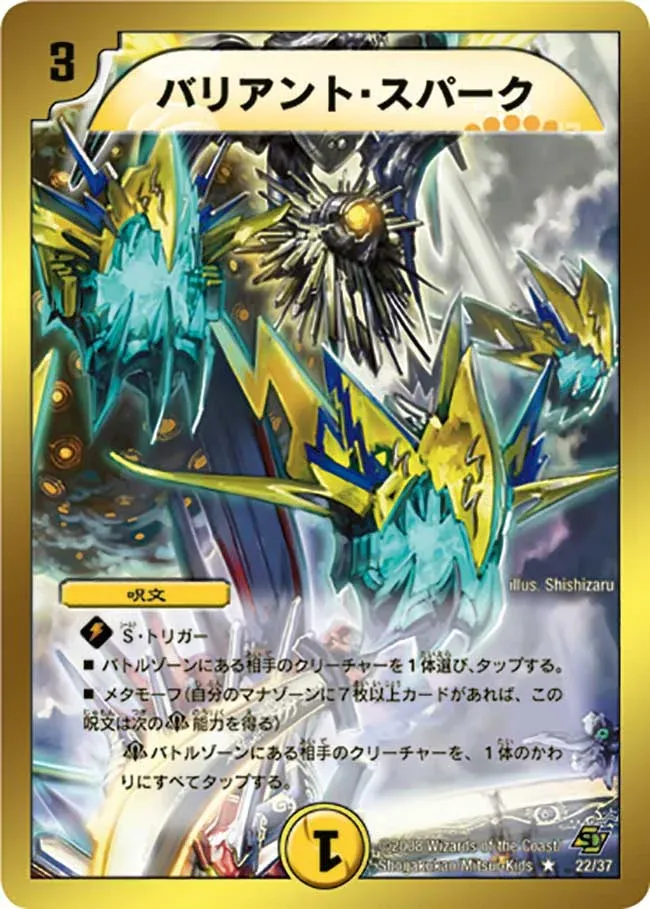 3
バリアント・スパーク
illus. Shishizaru
呪文
S・トリガー
■ バトルゾーンにある相手のクリーチャーを1体選び、タップする。
■ メタモーフ(自分のマナゾーンに7枚以上カードがあれば、この
呪文は次の 能力を得る)
バトルゾーンにある相手のクリーチャーを、1体のかわ
りにすべてタップする。
1
©2008 Wizards of the Coast/
Shogakukan/Mitsui-Kids ★ 22/37